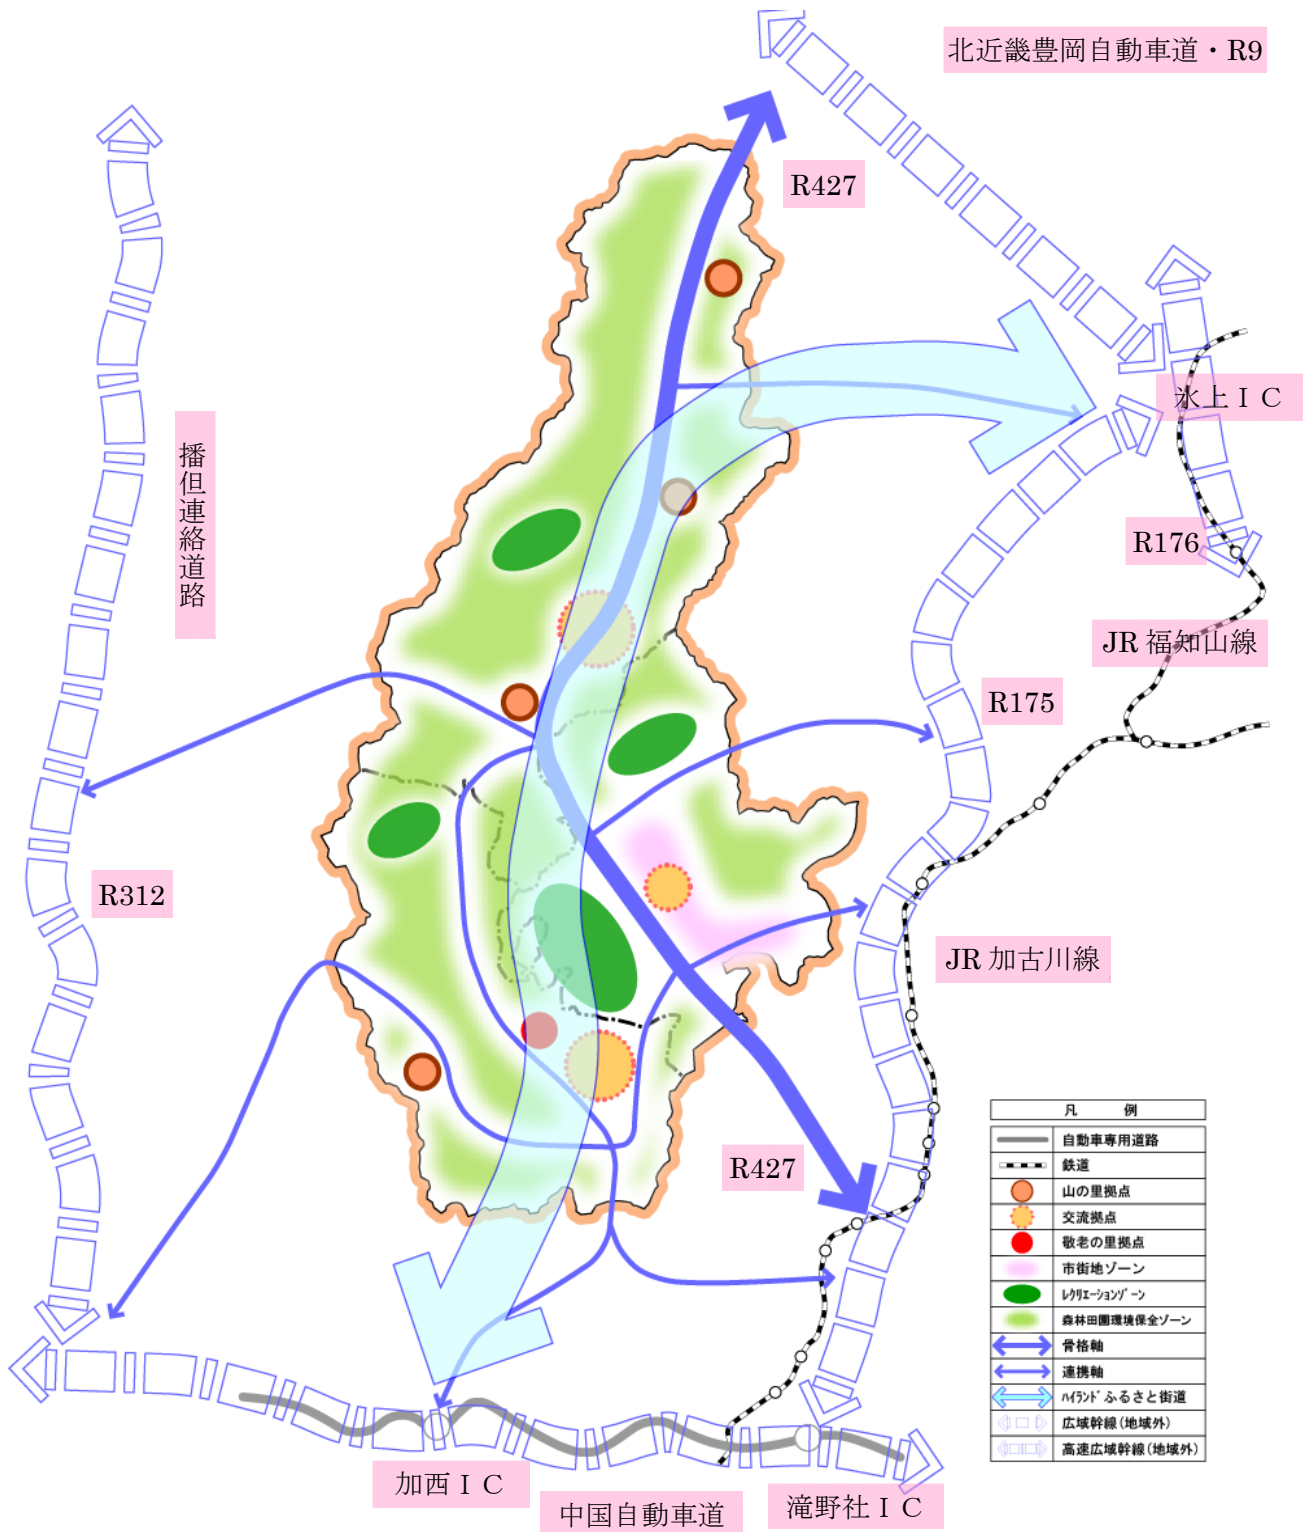 北近畿豊岡自動車道・R9
R427
氷上ＩＣ
播但連絡道路
R176
JR 福知山線
R175
R312
JR 加古川線
R427
凡　例
自動車専用道路
鉄道
山の里拠点
交流拠点
敬老の里拠点
市街地ゾーン
ﾚｸﾘｴｰｼｮﾝｿﾞｰﾝ
森林田園環境保全ゾーン
骨格軸
連携軸
ﾊｲﾗﾝﾄﾞふるさと街道
広域幹線(地域外)
高速広域幹線(地域外)
加西ＩＣ
中国自動車道
滝野社ＩＣ